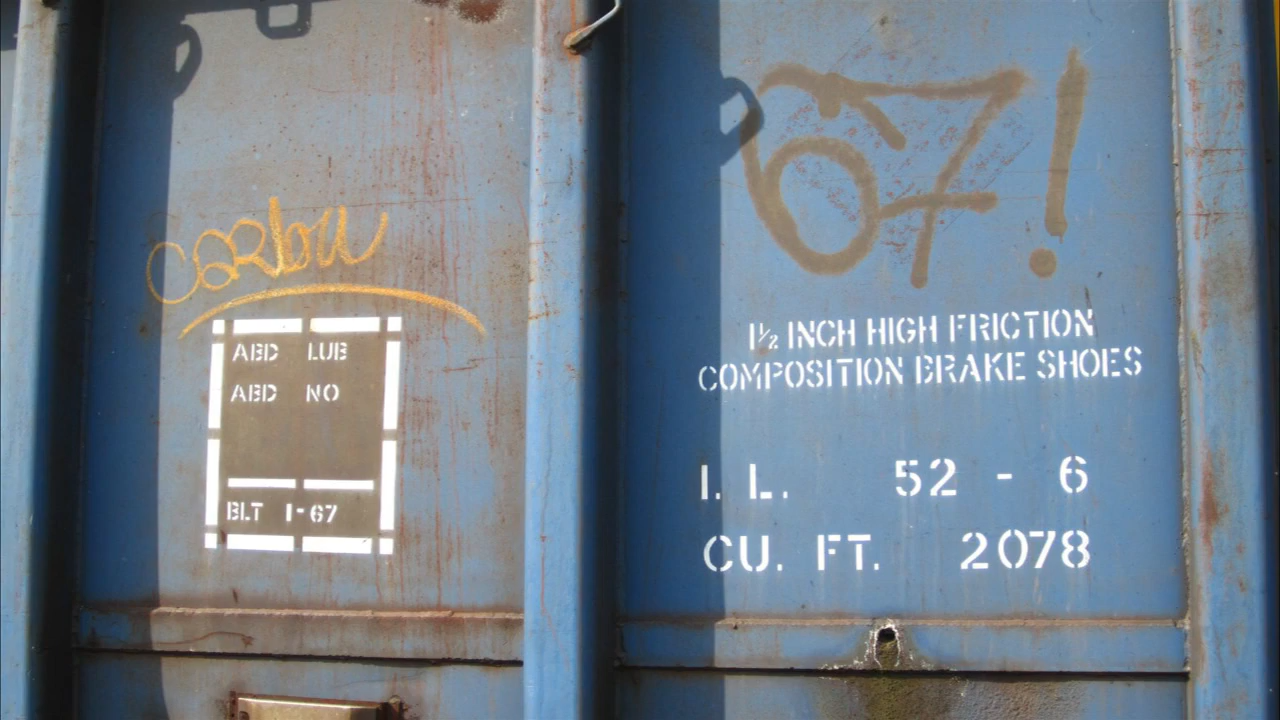 ABD LUB
ABD NO
BLT 1-67
67!
1½ INCH HIGH FRICTION
COMPOSITION BRAKE SHOES
I. L. 52 - 6
CU. FT. 2078